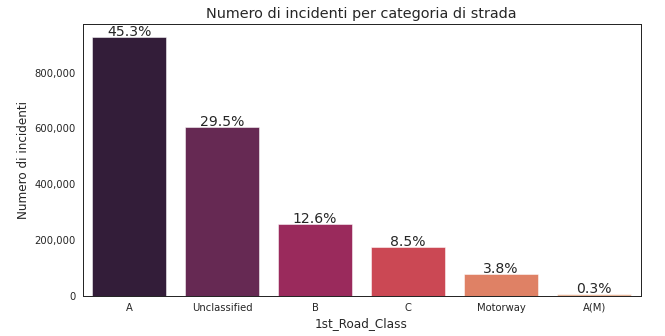 Numero di incidenti per categoria di strada
45.3%
29.5%
12.6%
8.5%
3.8%
0.3%
800,000
600,000
400,000
200,000
0
Numero di incidenti
A
Unclassified
B
C
Motorway
A(M)
1st_Road_Class